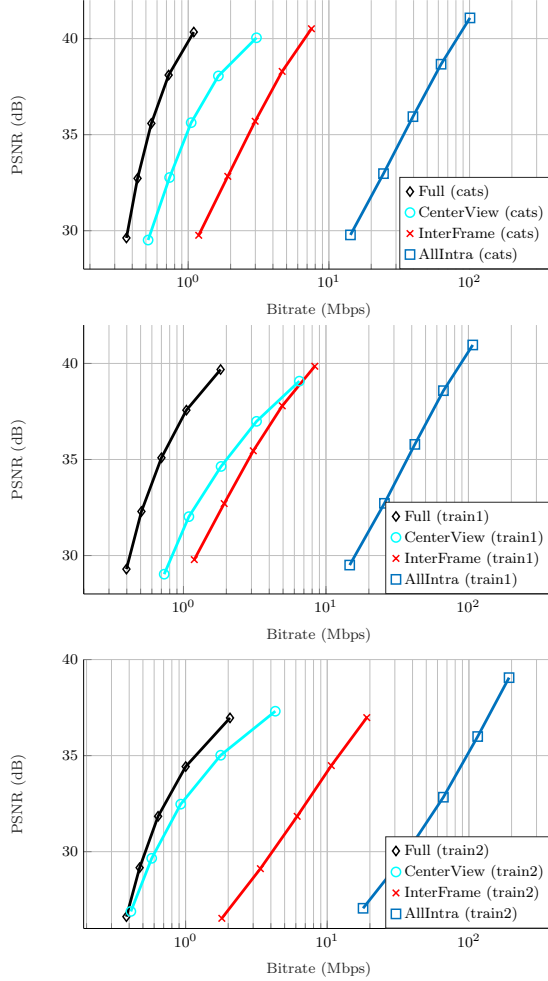 40
35
30
PSNR (dB)
Full (cats)
CenterView (cats)
InterFrame (cats)
AllIntra (cats)
10^0 10^1 10^2
Bitrate (Mbps)
40
35
30
PSNR (dB)
Full (train1)
CenterView (train1)
InterFrame (train1)
AllIntra (train1)
10^0 10^1 10^2
Bitrate (Mbps)
40
35
30
PSNR (dB)
Full (train2)
CenterView (train2)
InterFrame (train2)
AllIntra (train2)
10^0 10^1 10^2
Bitrate (Mbps)